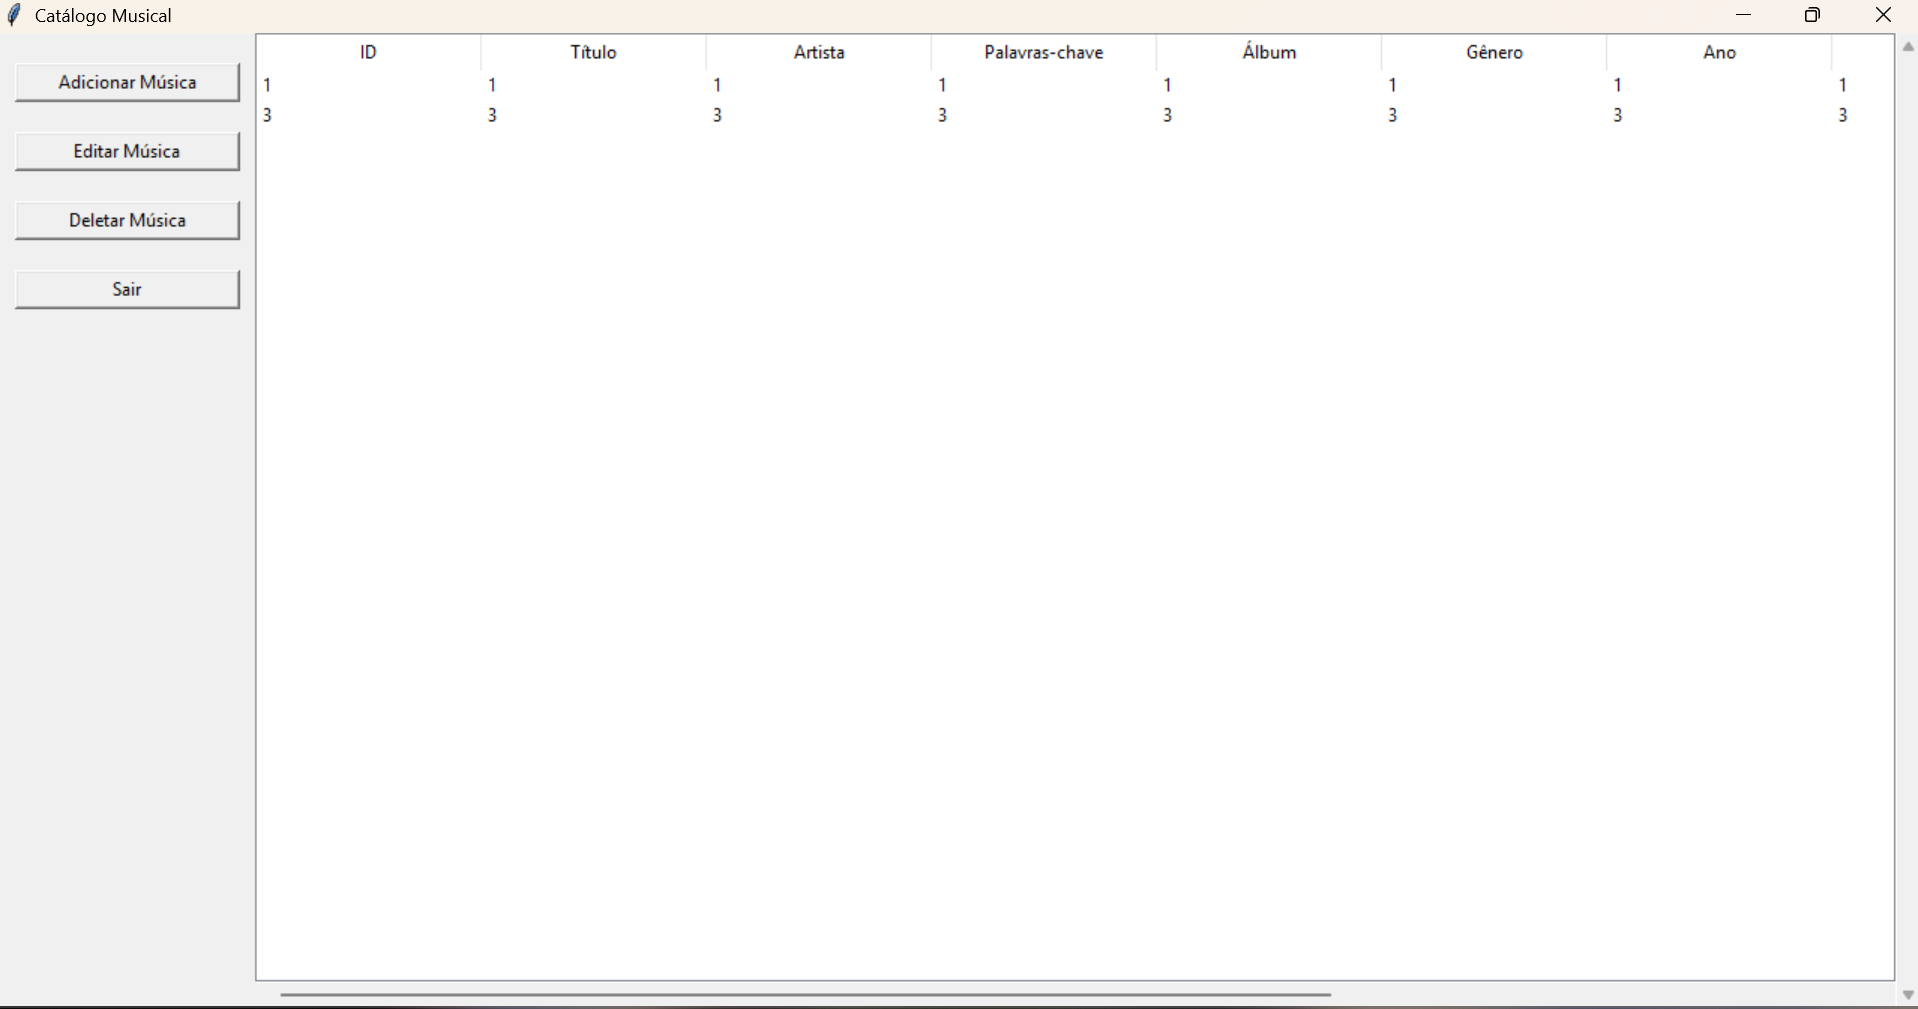 Catálogo Musical
Adicionar Música
Editar Música
Deletar Música
Sair
ID Título Artista Palavras-chave Álbum Gênero Ano
1 1 1 1 1 1 1 1
3 3 3 3 3 3 3 3